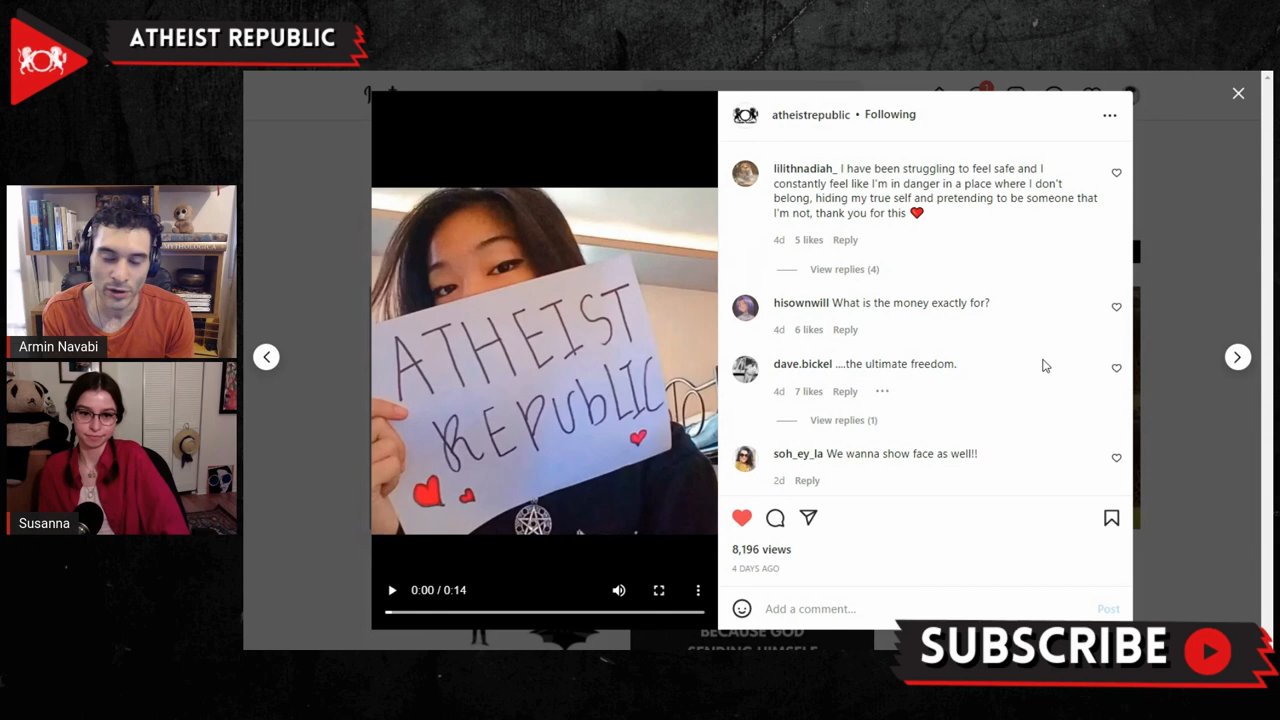 ATHEIST REPUBLIC
atheistrepublic • Following
lilithnadiah_ I have been struggling to feel safe and I
constantly feel like I'm in danger in a place where I don't
belong, hiding my true self and pretending to be someone that
I'm not, thank you for this ❤️
4d 5 likes Reply
View replies (4)
hisownwill What is the money exactly for?
4d 6 likes Reply
dave.bickel ....the ultimate freedom.
4d 7 likes Reply
View replies (1)
soh_ey_la We wanna show face as well!!
2d Reply
8,196 views
4 DAYS AGO
Add a comment... Post
ATHEIST
REPUBLIC
0:00 / 0:14
Armin Navabi
Susanna
BECAUSE GOD
SENDING HIMSELF
SUBSCRIBE